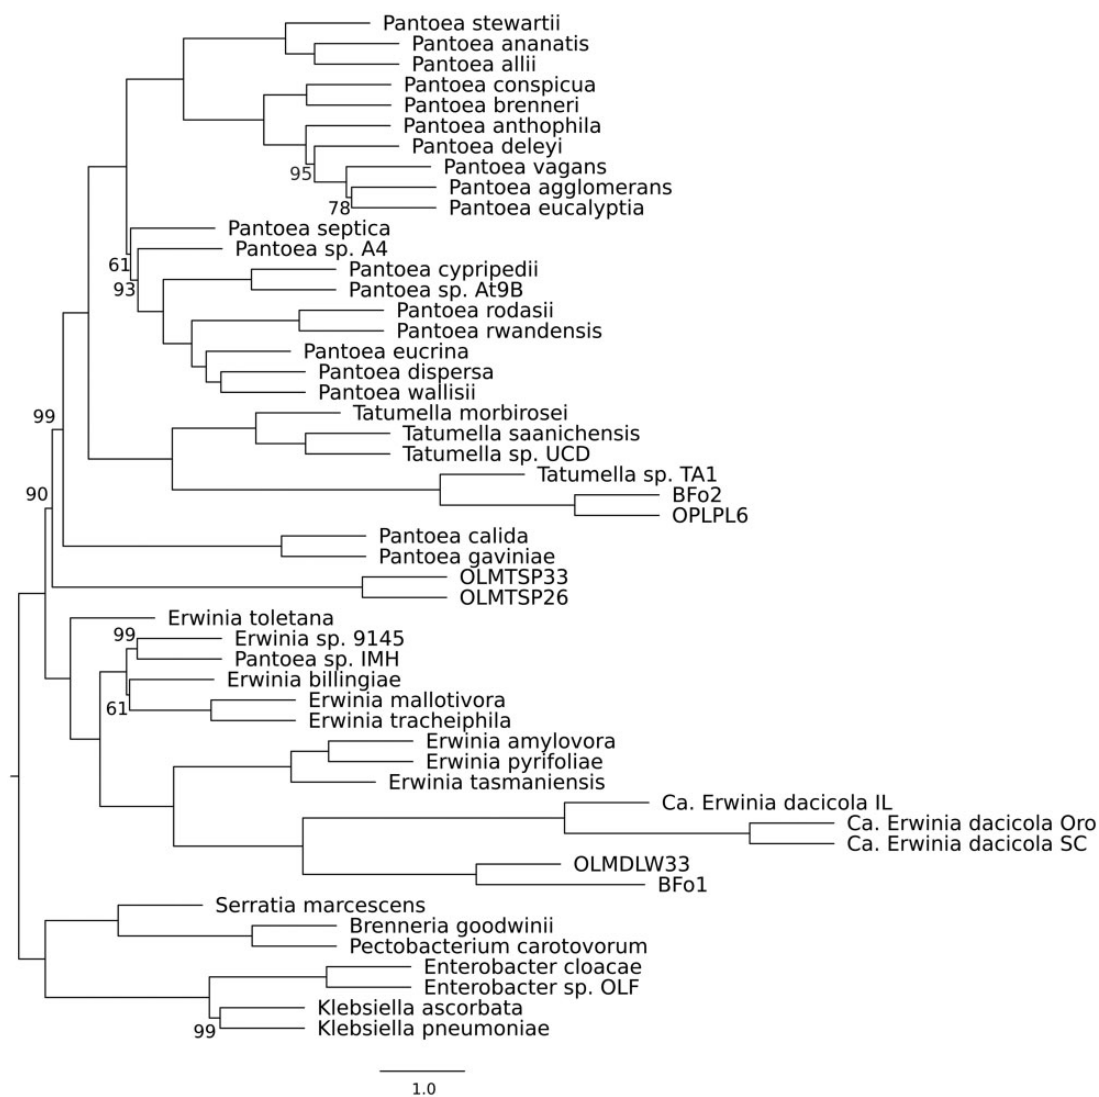 Pantoea stewartii
Pantoea ananatis
Pantoea allii
Pantoea conspicua
Pantoea brenneri
Pantoea anthophila
Pantoea deleyi
95
Pantoea vagans
Pantoea agglomerans
78
Pantoea eucalyptia
Pantoea septica
Pantoea sp. A4
61
Pantoea cypripedii
93
Pantoea sp. At9B
Pantoea rodasii
Pantoea rwandensis
Pantoea eucrina
Pantoea dispersa
Pantoea wallisii
Tatumella morbirosei
99
Tatumella saanichensis
Tatumella sp. UCD
Tatumella sp. TA1
90
BFo2
OPLPL6
Pantoea calida
Pantoea gaviniae
OLMTSP33
OLMTSP26
Erwinia toletana
99
Erwinia sp. 9145
Pantoea sp. IMH
Erwinia billingiae
Erwinia mallotivora
61
Erwinia tracheiphila
Erwinia amylovora
Erwinia pyrifoliae
Erwinia tasmaniensis
Ca. Erwinia dacicola IL
Ca. Erwinia dacicola Oro
Ca. Erwinia dacicola SC
OLMDLW33
BFo1
Serratia marcescens
Brenneria goodwinii
Pectobacterium carotovorum
Enterobacter cloacae
Enterobacter sp. OLF
Klebsiella ascorbata
99
Klebsiella pneumoniae
1.0